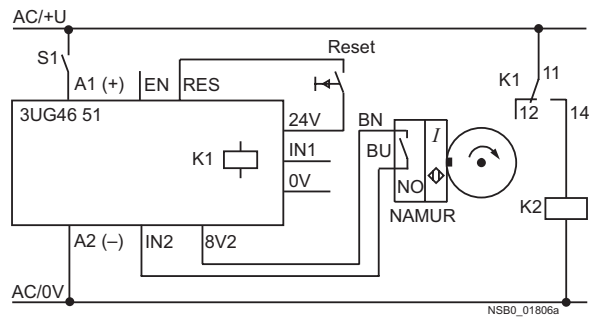 AC/+U
Reset
S1
A1 (+)
EN
RES
K1
11
12
14
3UG46 51
24V
BN
I
K1
IN1
BU
0V
NO
NAMUR
K2
A2 (–)
IN2
8V2
AC/0V
NSB0_01806a